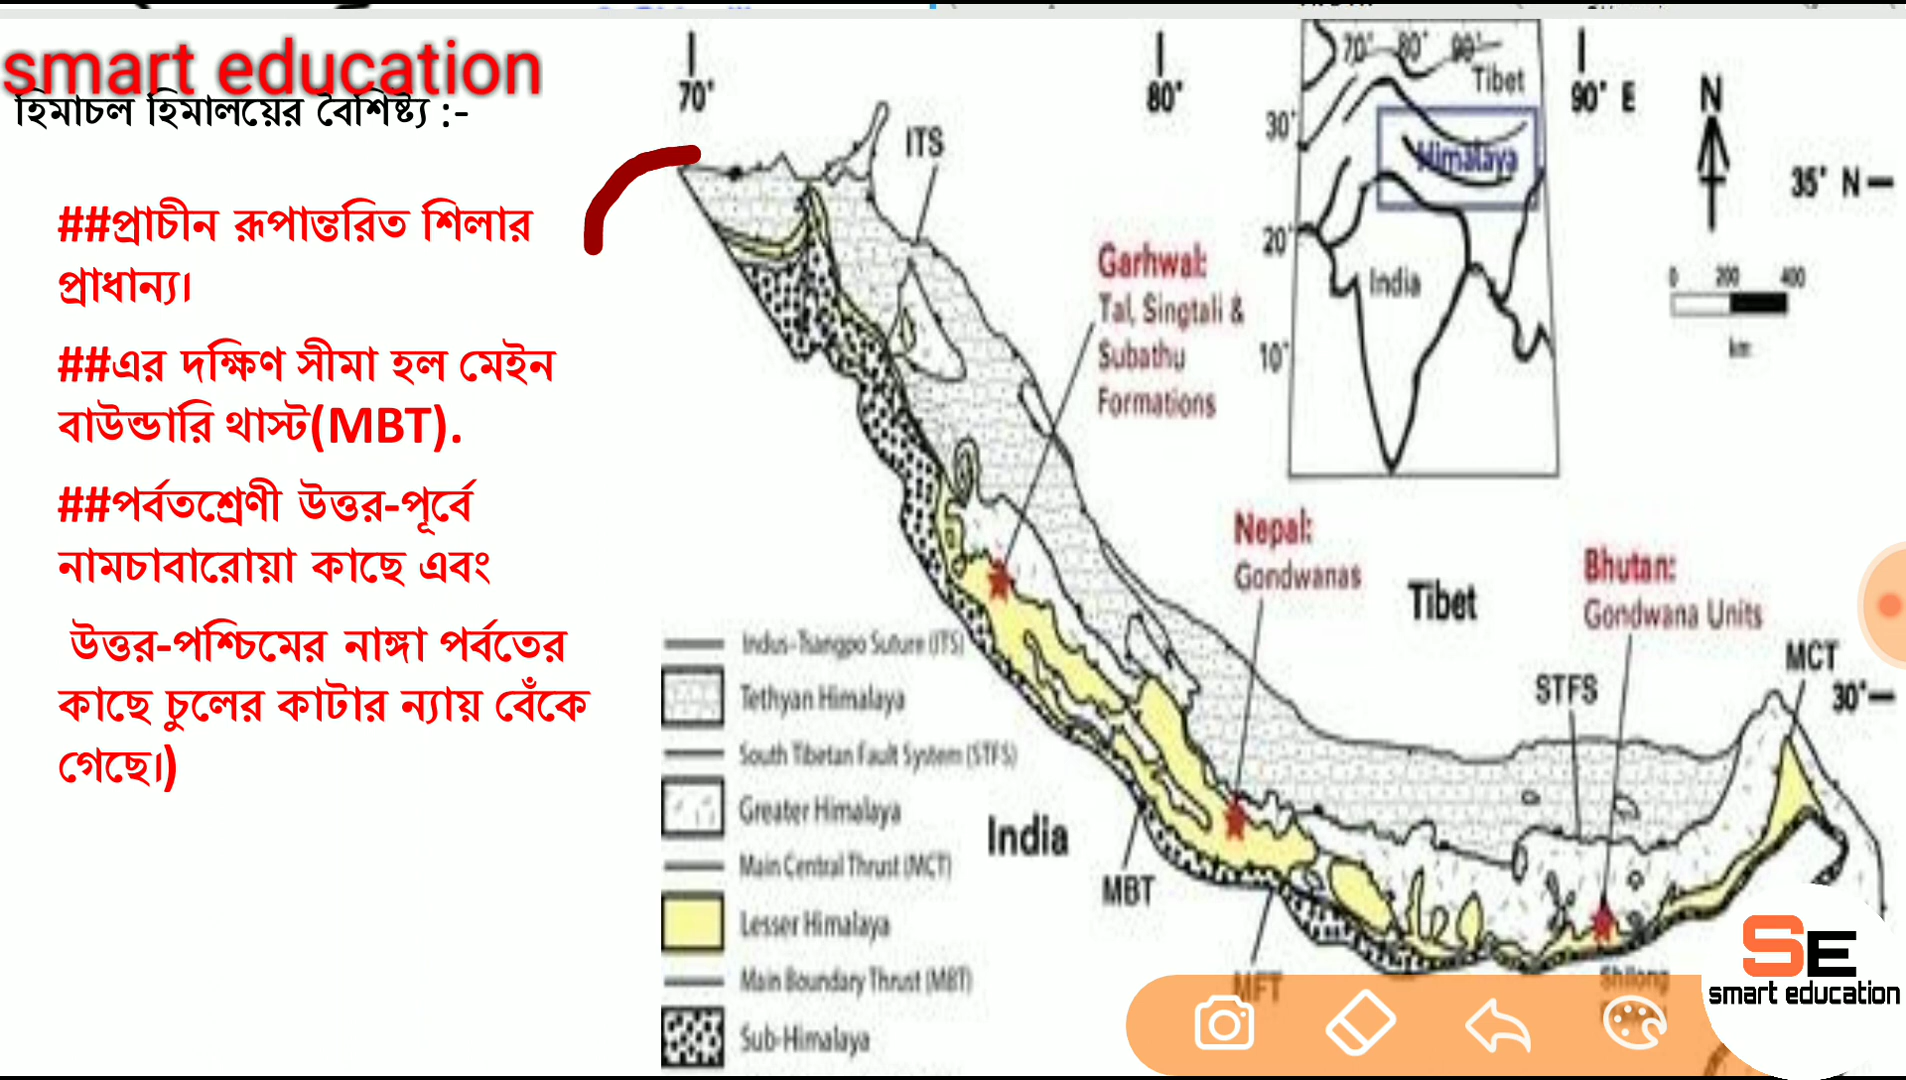 smart education
হিমাচল হিমালয়ের বৈশিষ্ট্য :-
##প্রাচীন রূপান্তরিত শিলার
প্রাধান্য।
##এর দক্ষিণ সীমা হল মেইন
বাউন্ডারি থাস্ট(MBT).
##পর্বতশ্রেণী উত্তর-পূর্বে
নামচাবারোয়া কাছে এবং
উত্তর-পশ্চিমের নাঙ্গা পর্বতের
কাছে চুলের কাটার ন্যায় বেঁকে
গেছে।)
70°
80°
90° E
N
35° N
30°
ITS
70° 80° 90°
Tibet
30°
Himalaya
20°
India
10°
0 200 400
km
Garhwal:
Tal, Singtali &
Subathu
Formations
Nepal:
Gondwanas
Tibet
Bhutan:
Gondwana Units
MCT
STFS
India
MBT
MFT
Shilong
Indus-Tsangpo Suture (ITS)
Tethyan Himalaya
South Tibetan Fault System (STFS)
Greater Himalaya
Main Central Thrust (MCT)
Lesser Himalaya
Main Boundary Thrust (MBT)
Sub-Himalaya
SE
smart education